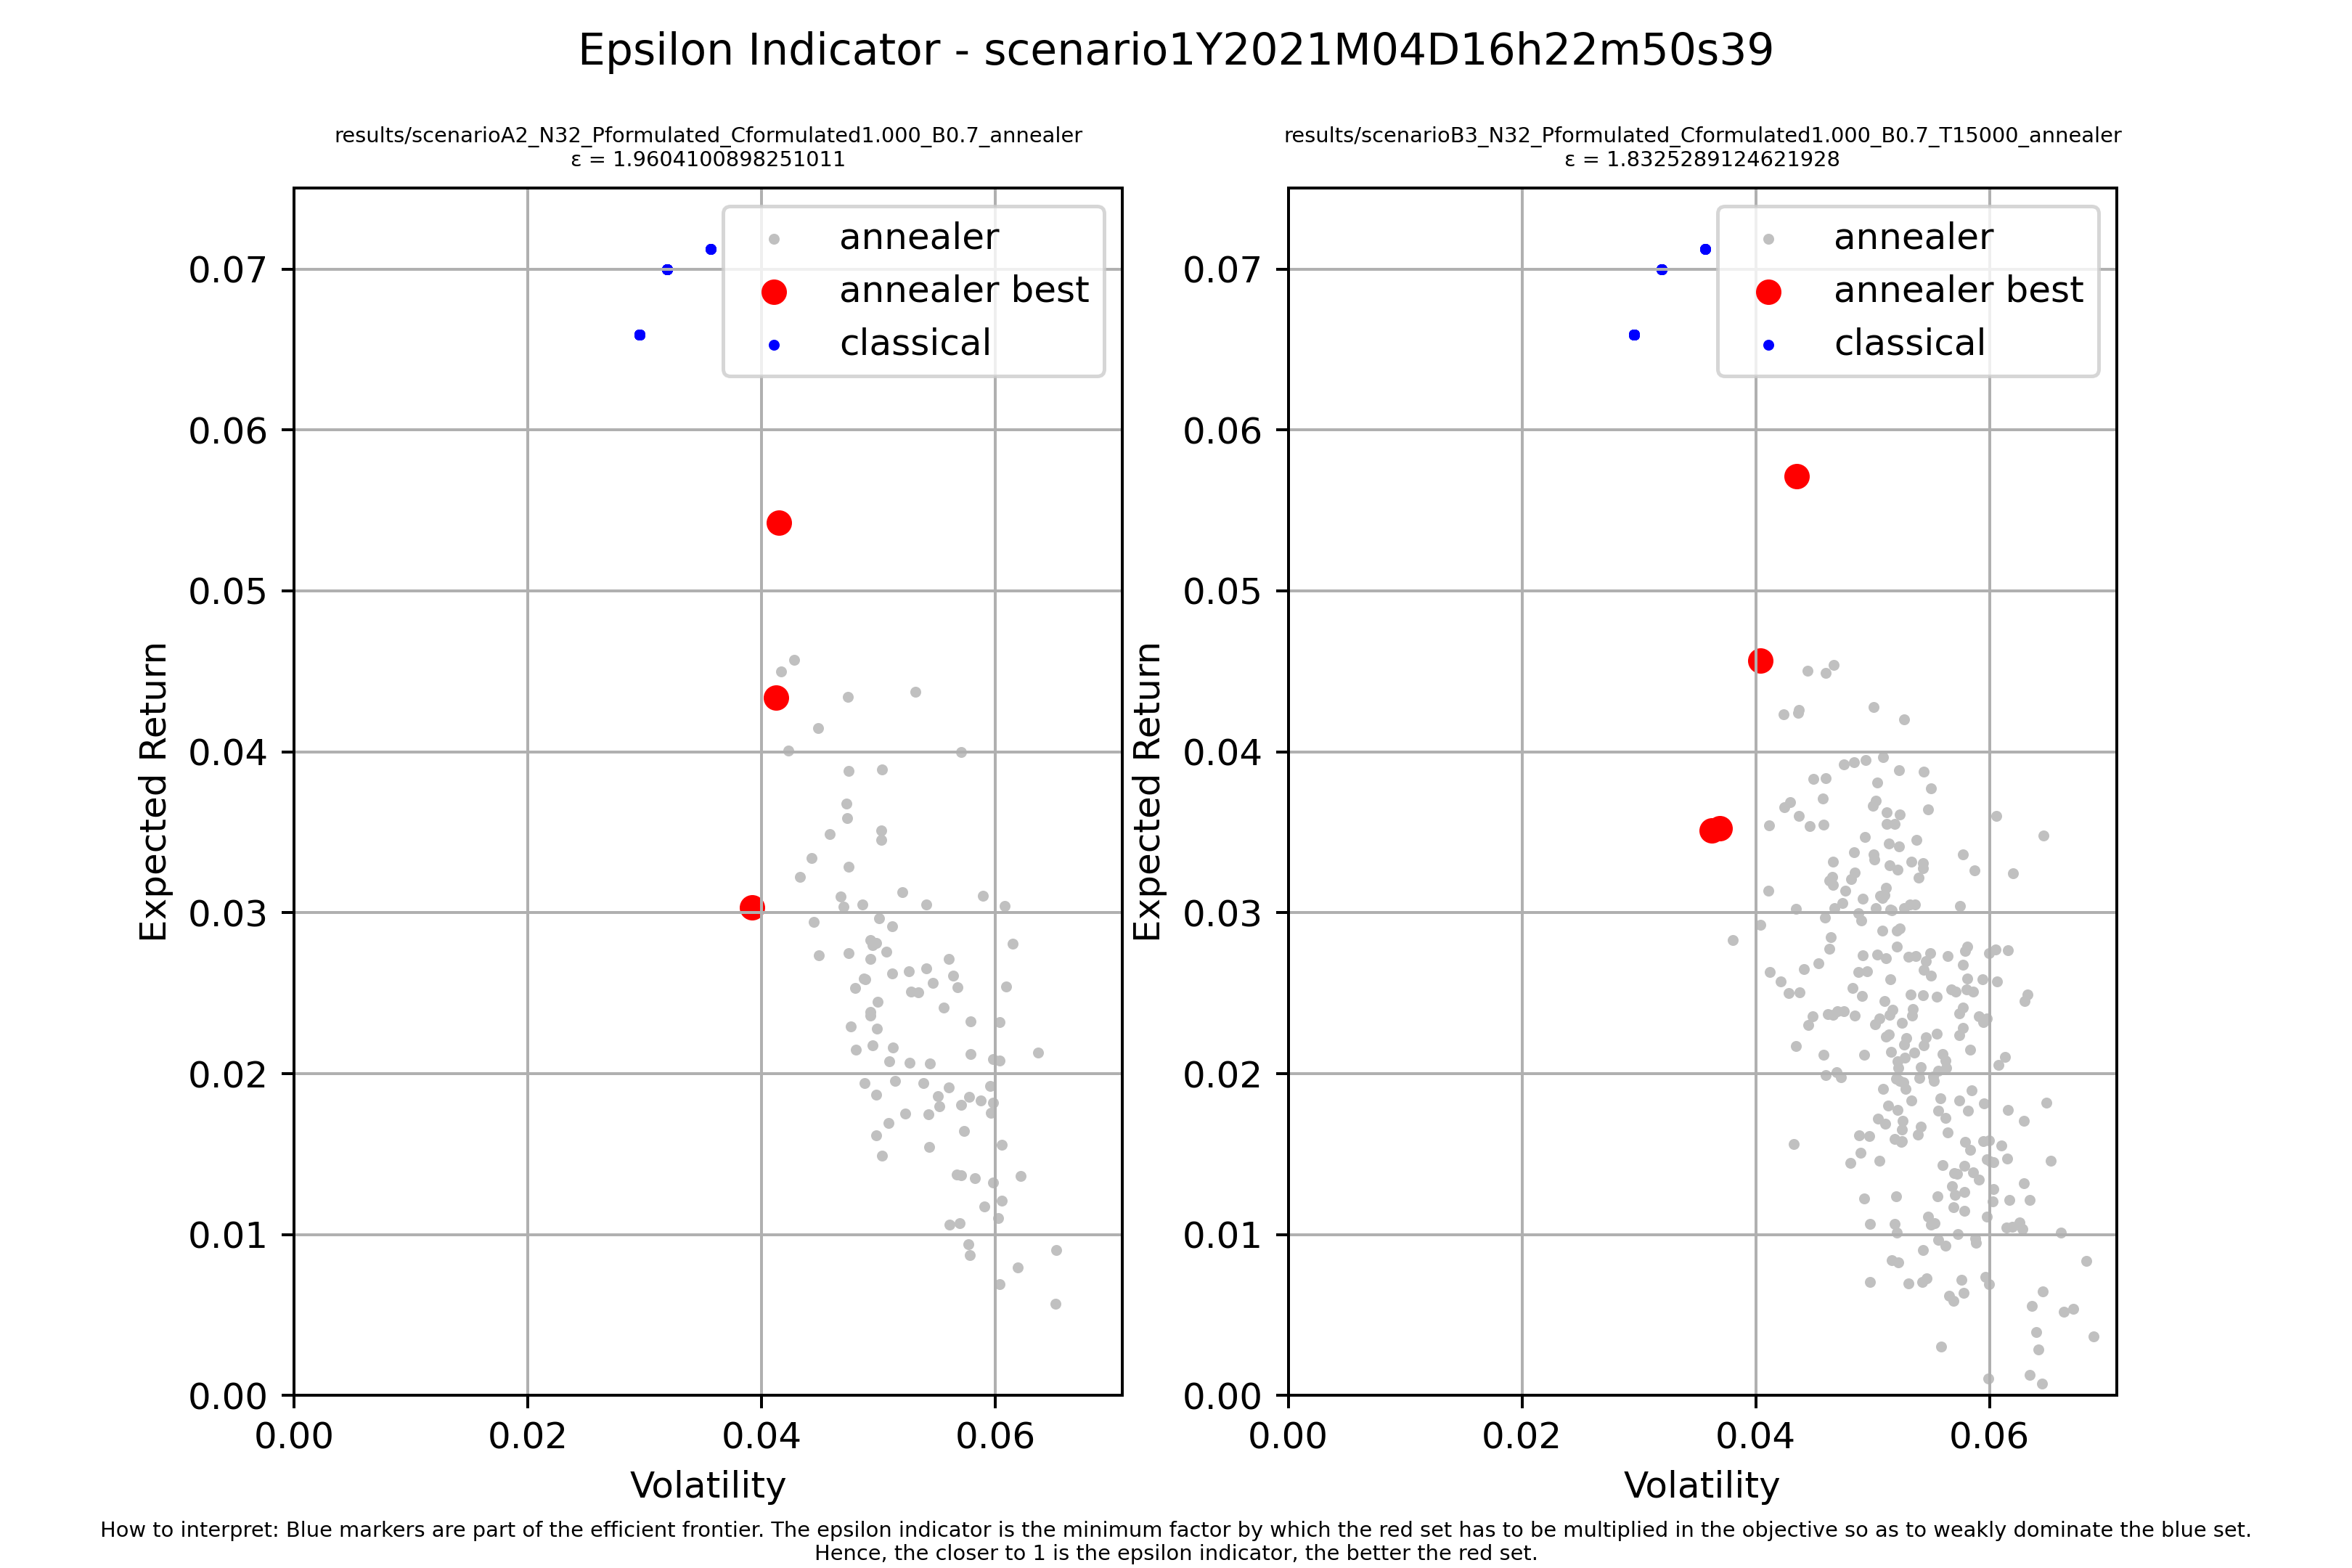 Epsilon Indicator - scenario1Y2021M04D16h22m50s39
results/scenarioA2_N32_Pformulated_Cformulated1.000_B0.7_annealer
ε = 1.9604100898251011
annealer
annealer best
classical
0.07
0.06
0.05
0.04
0.03
0.02
0.01
0.00
Expected Return
0.00
0.02
0.04
0.06
Volatility
results/scenarioB3_N32_Pformulated_Cformulated1.000_B0.7_T15000_annealer
ε = 1.8325289124621928
annealer
annealer best
classical
0.07
0.06
0.05
0.04
0.03
0.02
0.01
0.00
Expected Return
0.00
0.02
0.04
0.06
Volatility
How to interpret: Blue markers are part of the efficient frontier. The epsilon indicator is the minimum factor by which the red set has to be multiplied in the objective so as to weakly dominate the blue set.
Hence, the closer to 1 is the epsilon indicator, the better the red set.